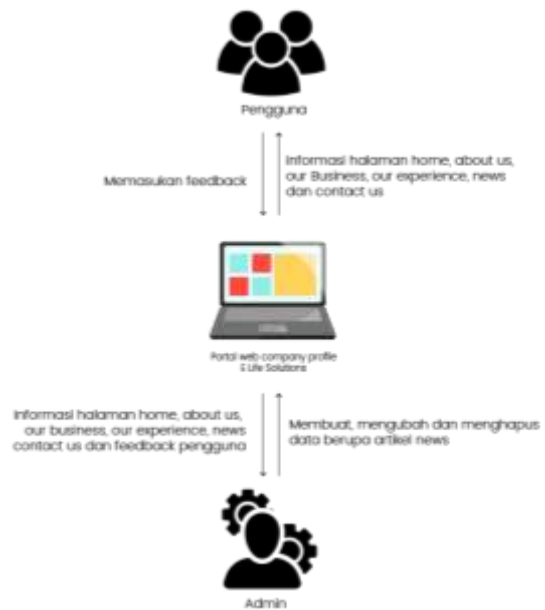 Pengguna
Memasukan feedback
Informasi halaman home, about us,
our Business, our experience, news
dan contact us
Portal web company profile
E Life Solutions
Informasi halaman home, about us,
our business, our experience, news
contact us dan feedback pengguna
Membuat, mengubah dan menghapus
data berupa artikel news
Admin